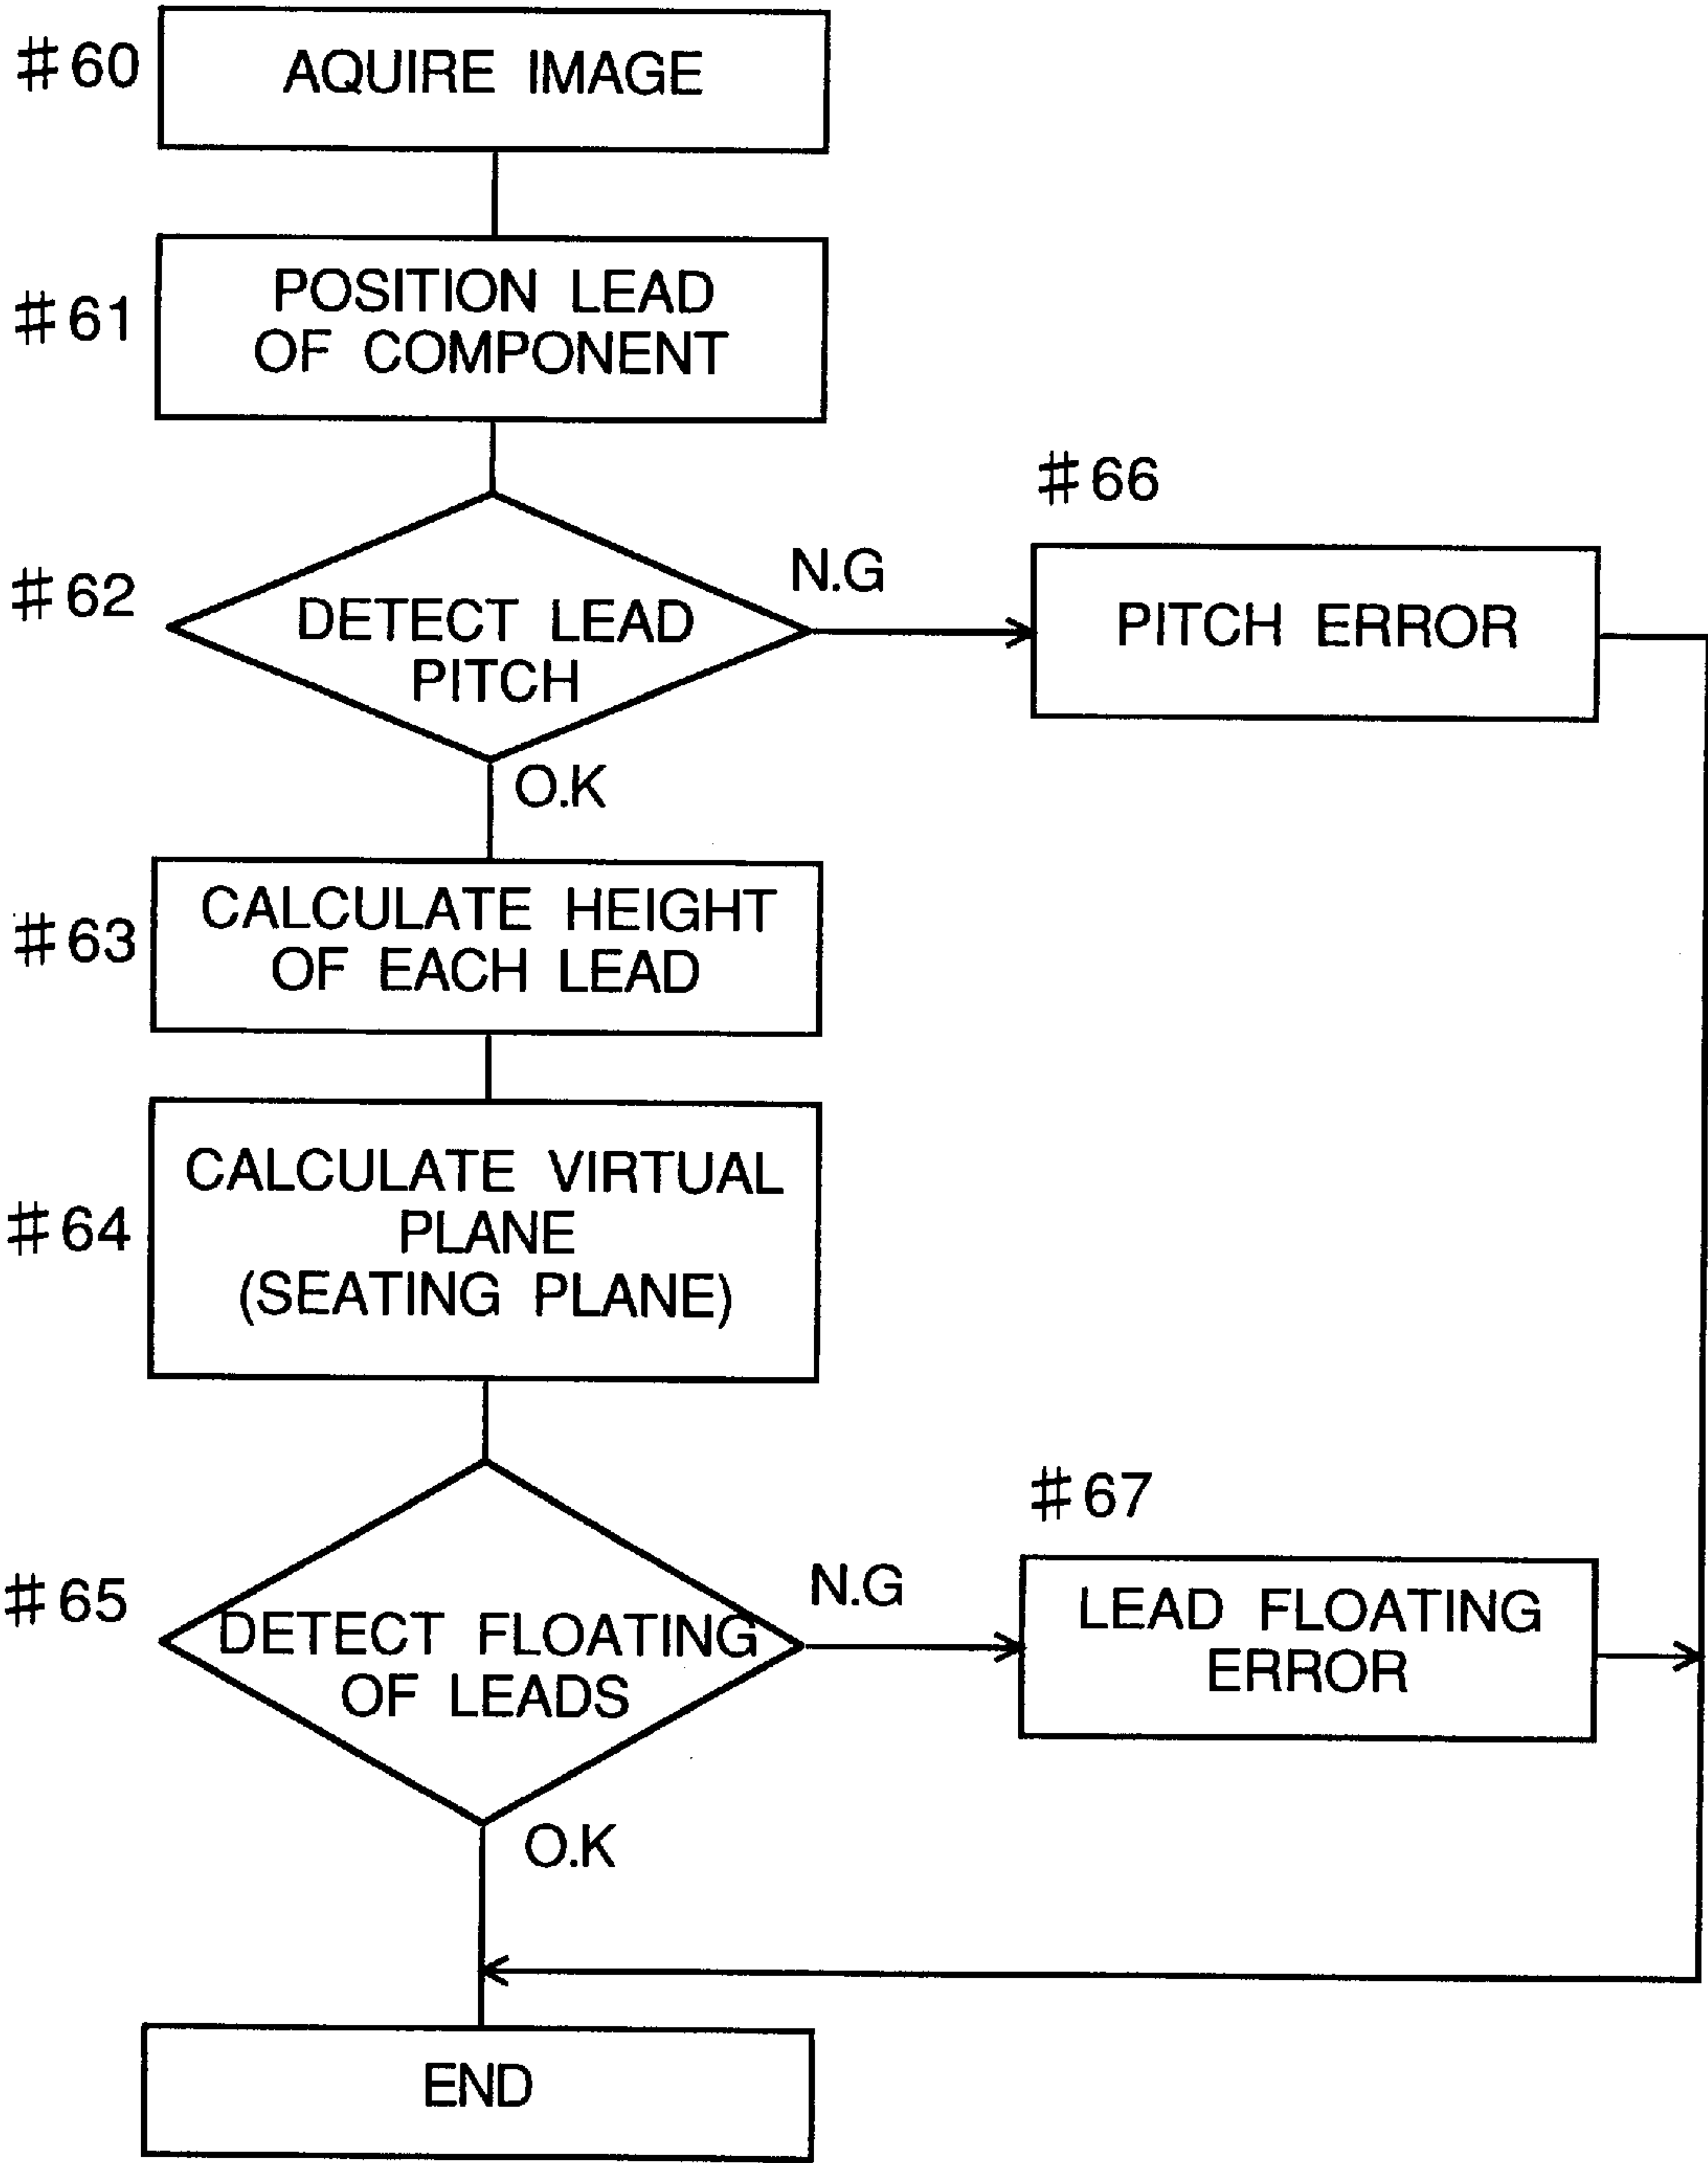 #60
AQUIRE IMAGE
#61
POSITION LEAD
OF COMPONENT
#62
DETECT LEAD
PITCH
N.G
#66
PITCH ERROR
O.K
#63
CALCULATE HEIGHT
OF EACH LEAD
#64
CALCULATE VIRTUAL
PLANE
(SEATING PLANE)
#65
DETECT FLOATING
OF LEADS
N.G
#67
LEAD FLOATING
ERROR
O.K
END